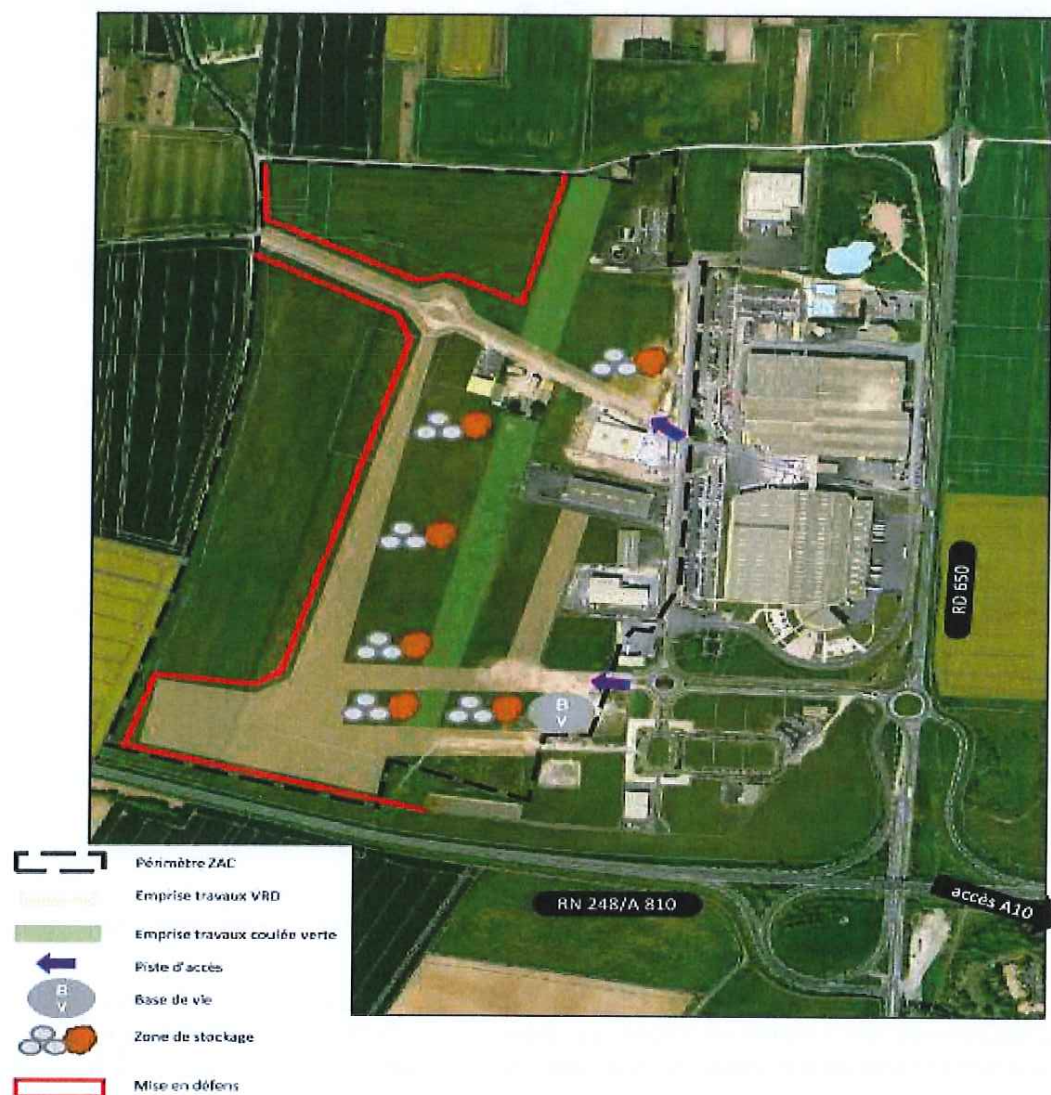 RD 650
B
V
RN 248/A 810
accès A10
Périmètre ZAC
Emprise travaux VRD
Emprise travaux coulée verte
Piste d'accès
B
V
Base de vie
Zone de stockage
Mise en défens